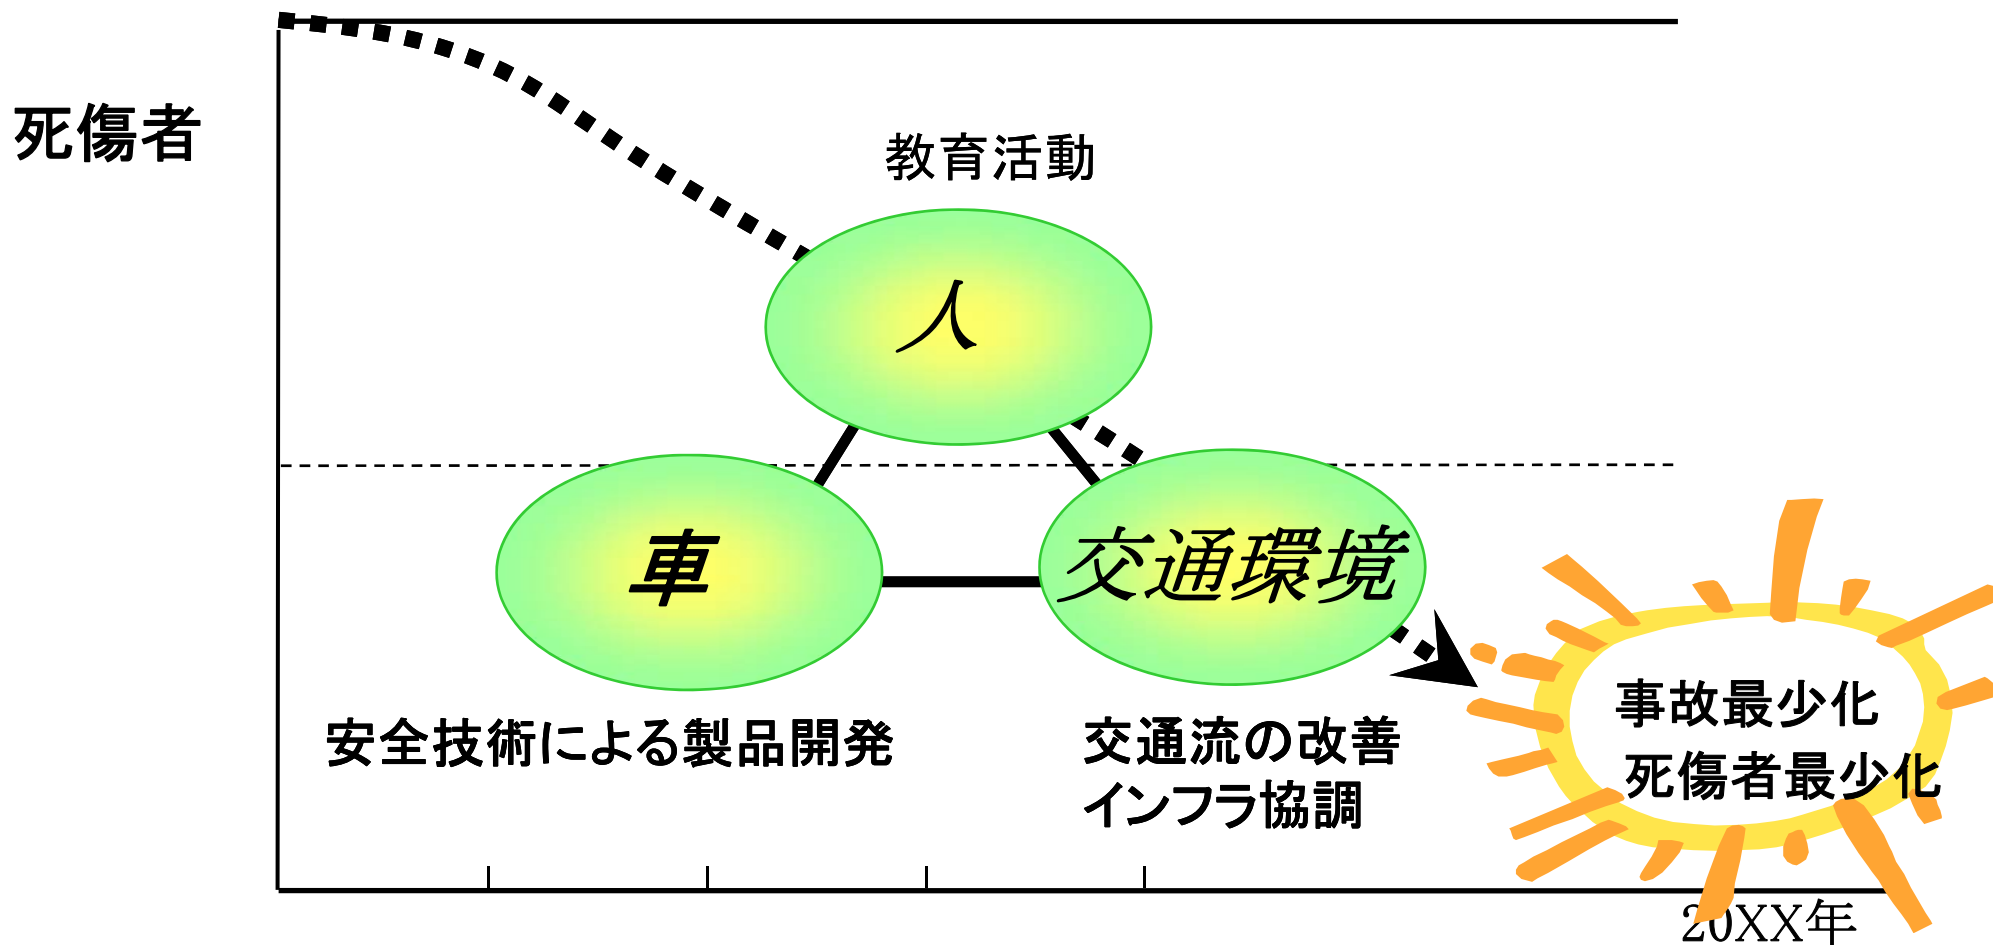 死傷者
教育活動
人
車
交通環境
安全技術による製品開発
交通流の改善
インフラ協調
事故最少化
死傷者最少化
20XX年